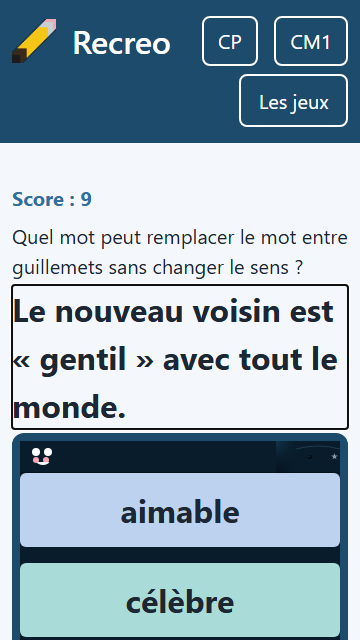 Recreo
CP
CM1
Les jeux
Score : 9
Quel mot peut remplacer le mot entre
guillemets sans changer le sens ?
Le nouveau voisin est
« gentil » avec tout le
monde.
aimable
célèbre